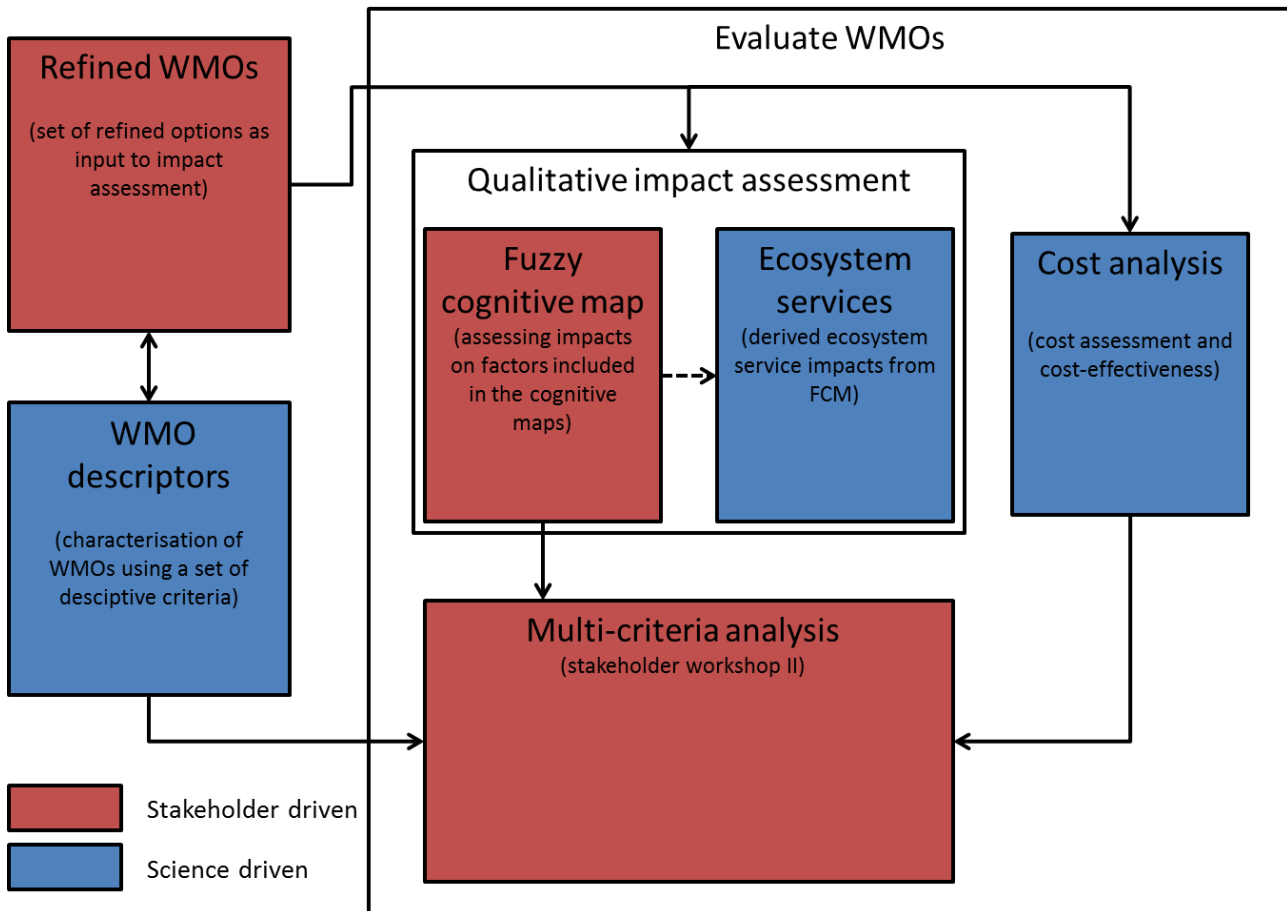 Evaluate WMOs
Refined WMOs
(set of refined options as
input to impact
assessment)
Qualitative impact assessment
Fuzzy
cognitive map
(assessing impacts
on factors included
in the cognitive
maps)
Ecosystem
services
(derived ecosystem
service impacts from
FCM)
Cost analysis
(cost assessment and
cost-effectiveness)
WMO
descriptors
(characterisation of
WMOs using a set of
desciptive criteria)
Multi-criteria analysis
(stakeholder workshop II)
Stakeholder driven
Science driven